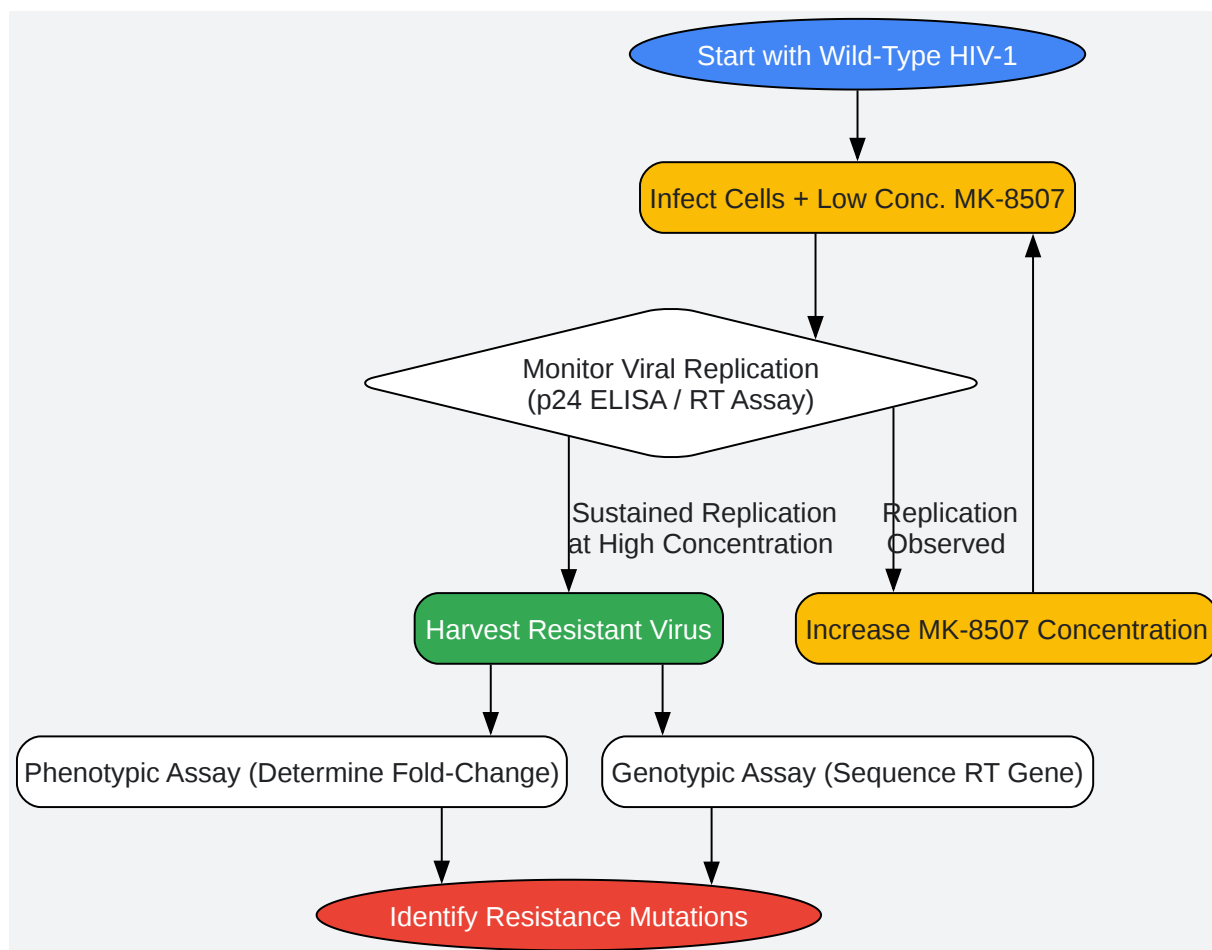 Start with Wild-Type HIV-1
Infect Cells + Low Conc. MK-8507
Monitor Viral Replication
(p24 ELISA / RT Assay)
Sustained Replication
at High Concentration
Replication
Observed
Harvest Resistant Virus
Increase MK-8507 Concentration
Phenotypic Assay (Determine Fold-Change)
Genotypic Assay (Sequence RT Gene)
Identify Resistance Mutations